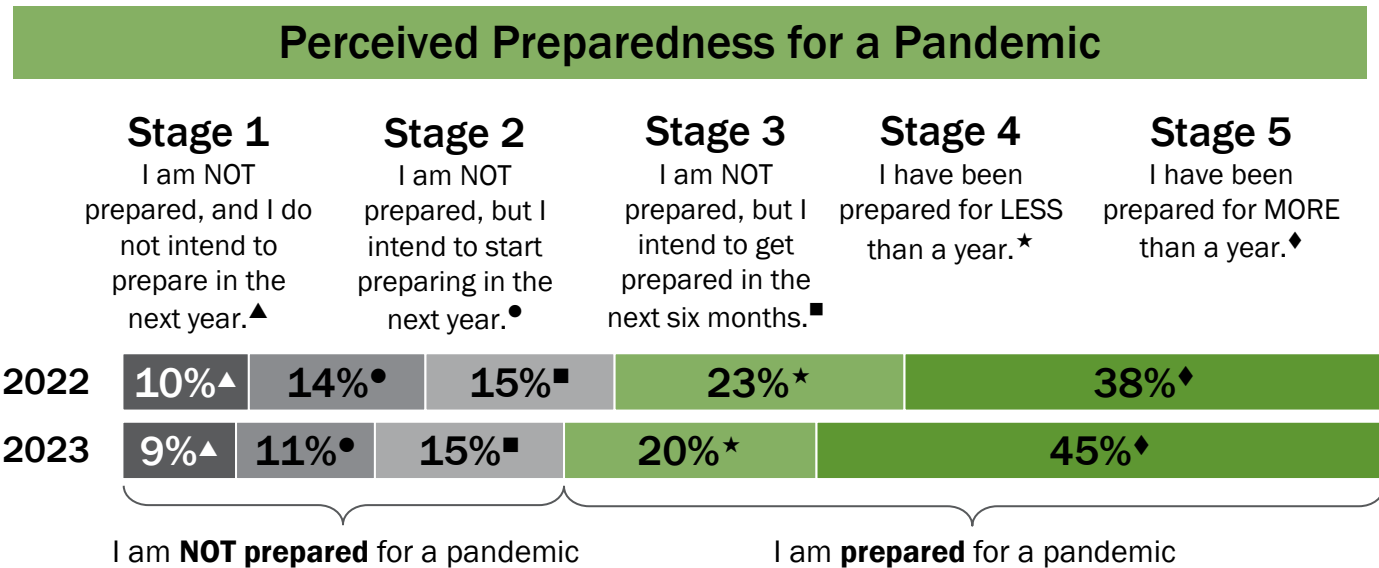 Perceived Preparedness for a Pandemic
Stage 1
I am NOT
prepared, and I do
not intend to
prepare in the
next year.▲
Stage 2
I am NOT
prepared, but I
intend to start
preparing in the
next year.●
Stage 3
I am NOT
prepared, but I
intend to get
prepared in the
next six months.■
Stage 4
I have been
prepared for LESS
than a year.★
Stage 5
I have been
prepared for MORE
than a year.♦
2022 10%▲ 14%● 15%■ 23%★ 38%♦
2023 9%▲ 11%● 15%■ 20%★ 45%♦
I am NOT prepared for a pandemic
I am prepared for a pandemic